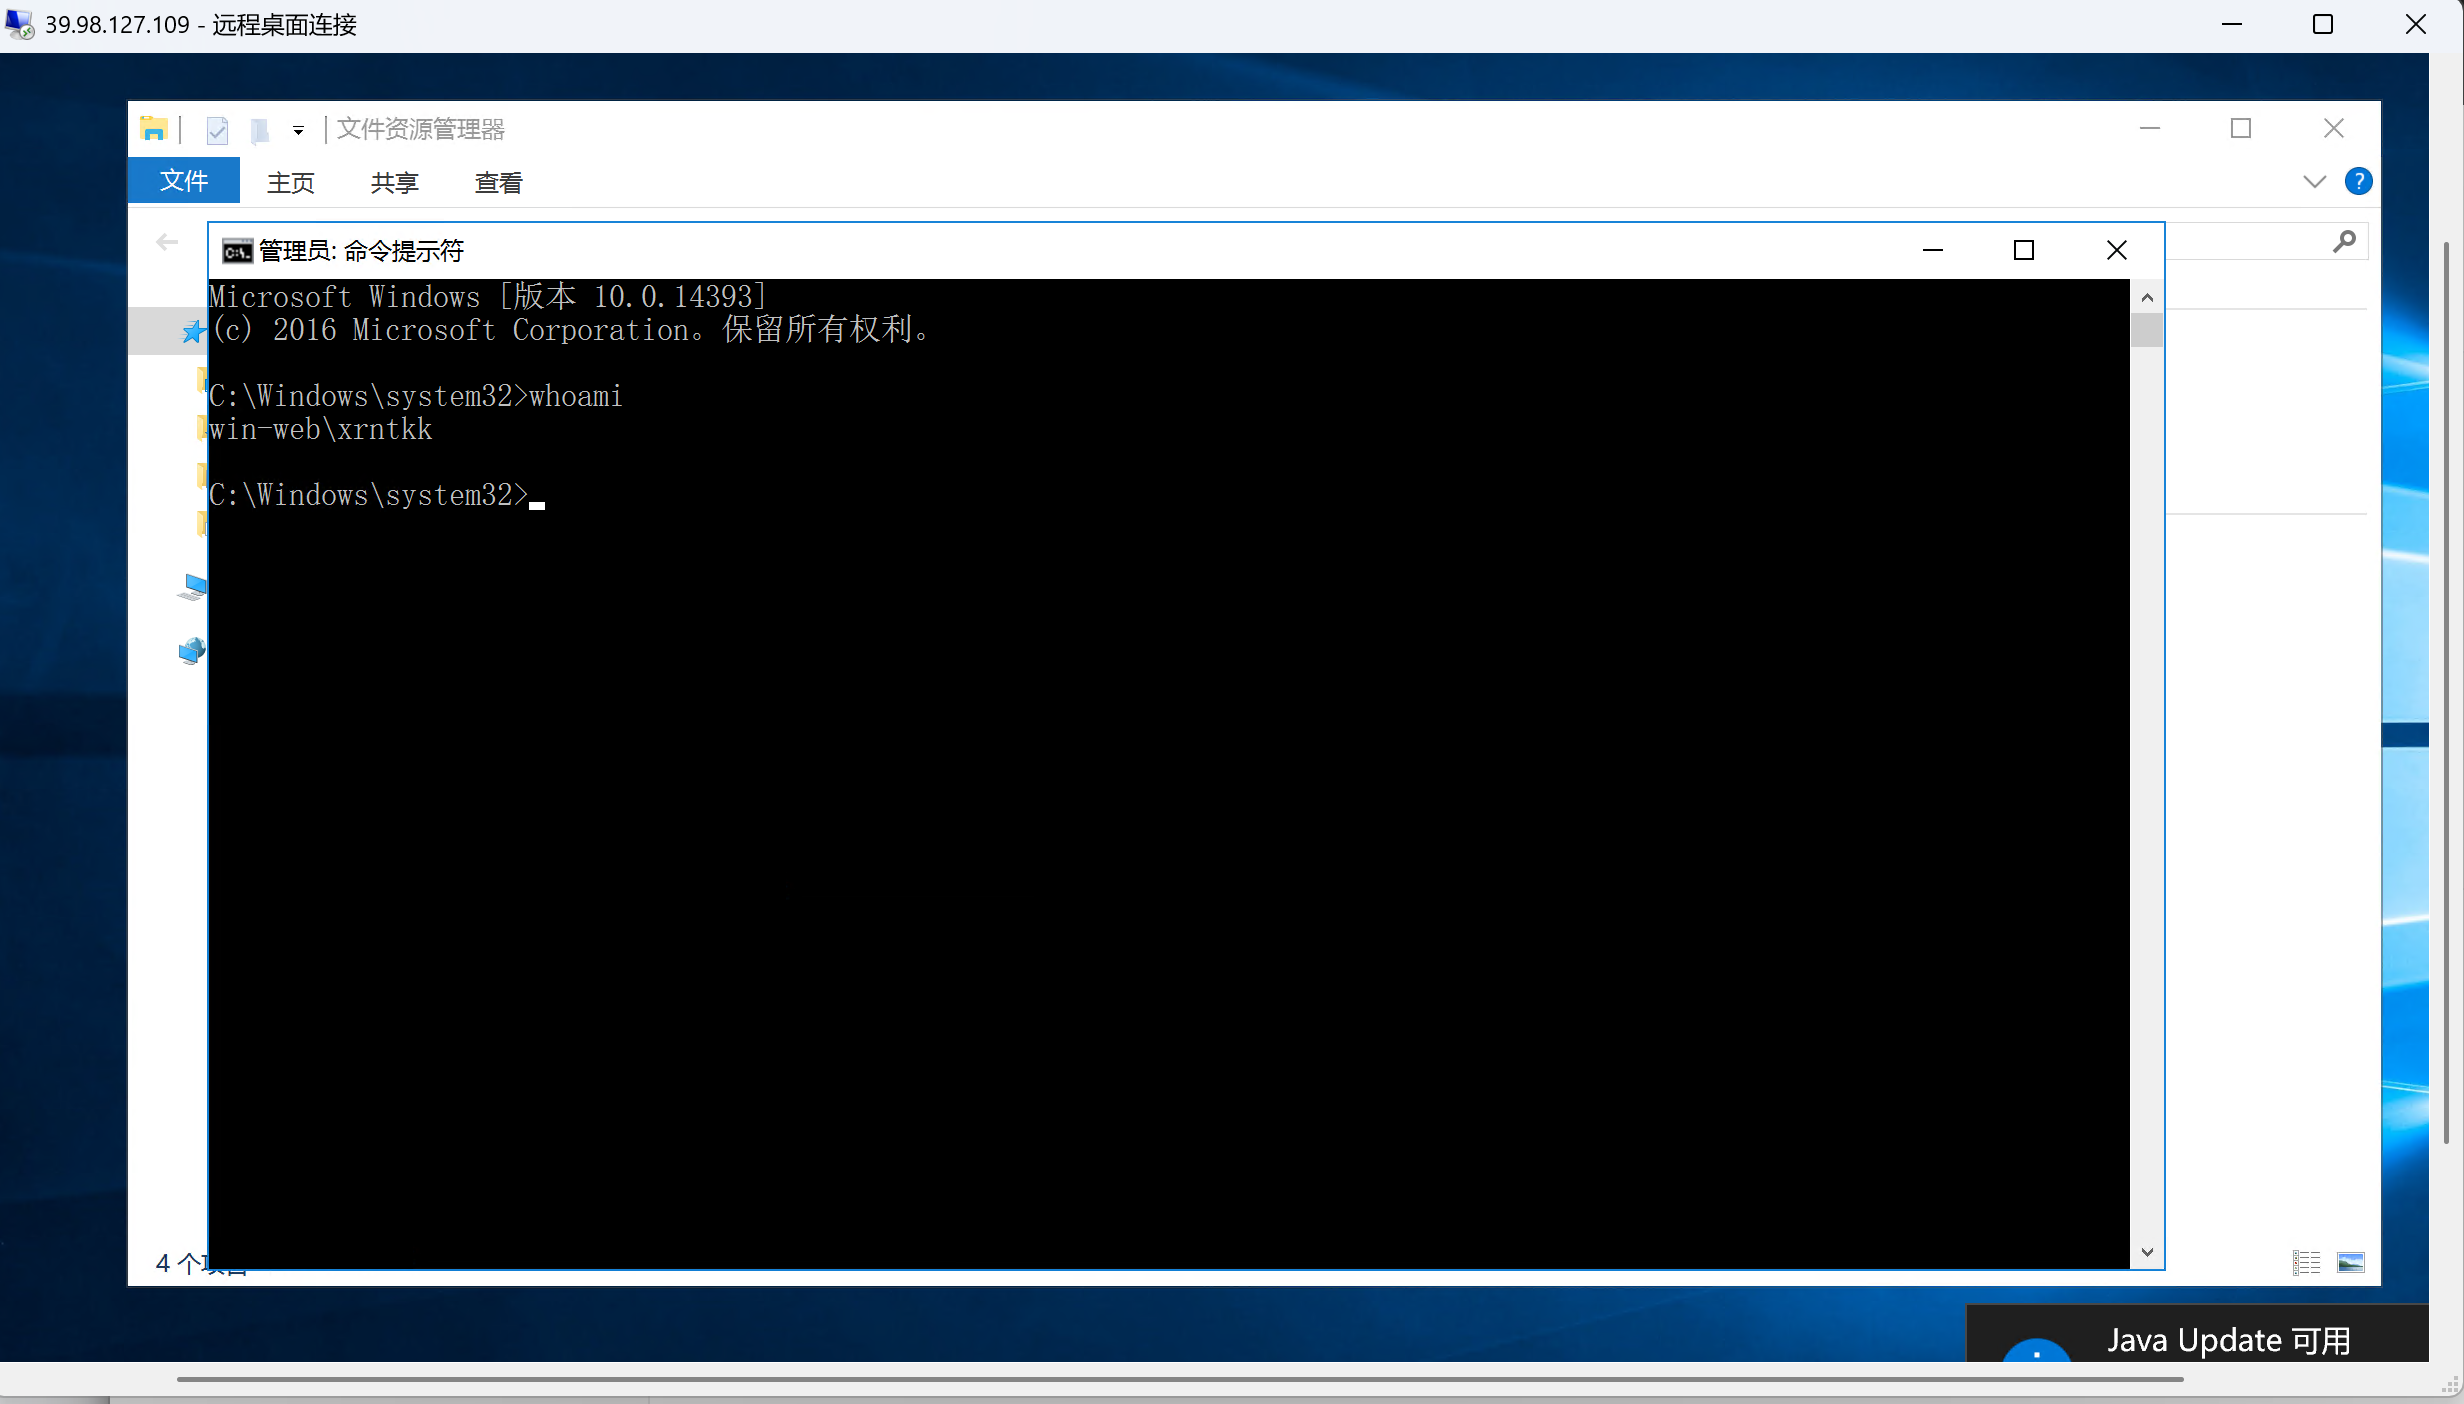 39.98.127.109 - 远程桌面连接
文件资源管理器
文件 主页 共享 查看
管理员: 命令提示符
Microsoft Windows [版本 10.0.14393]
(c) 2016 Microsoft Corporation。保留所有权利。
C:\Windows\system32>whoami
win-web\xrntkk
C:\Windows\system32>
4 个项目
Java Update 可用